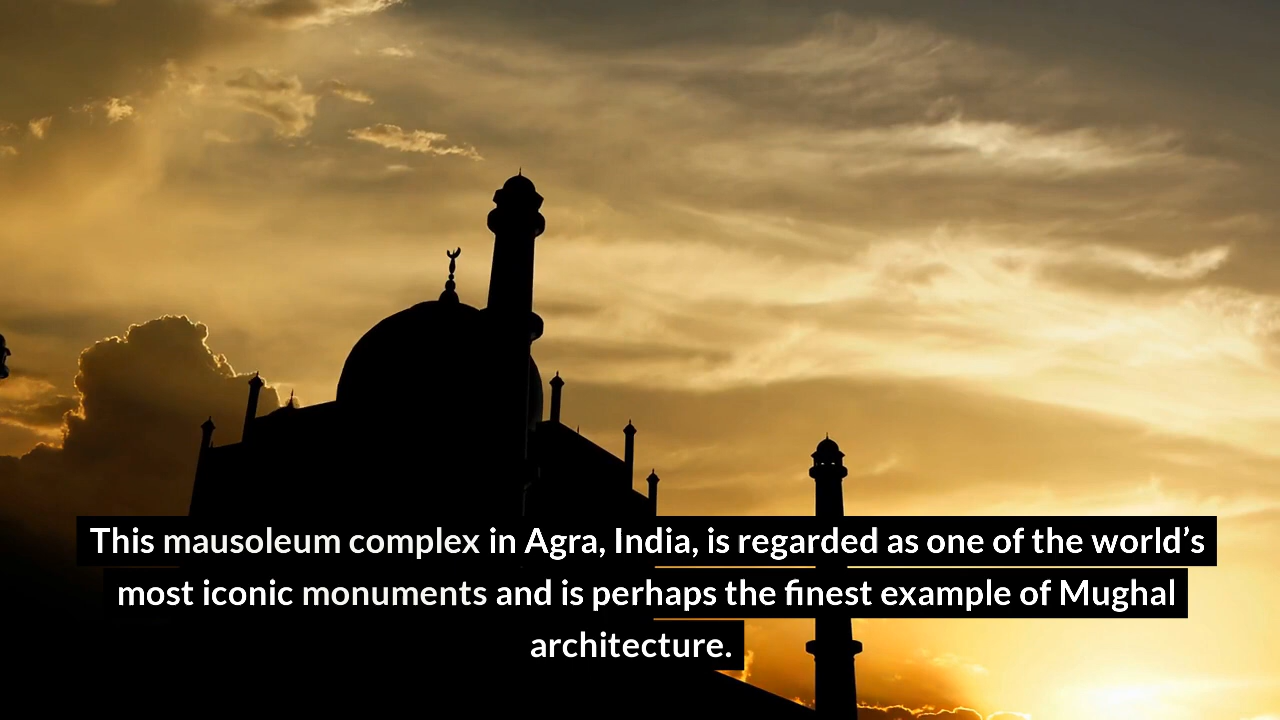 This mausoleum complex in Agra, India, is regarded as one of the world’s
most iconic monuments and is perhaps the finest example of Mughal
architecture.